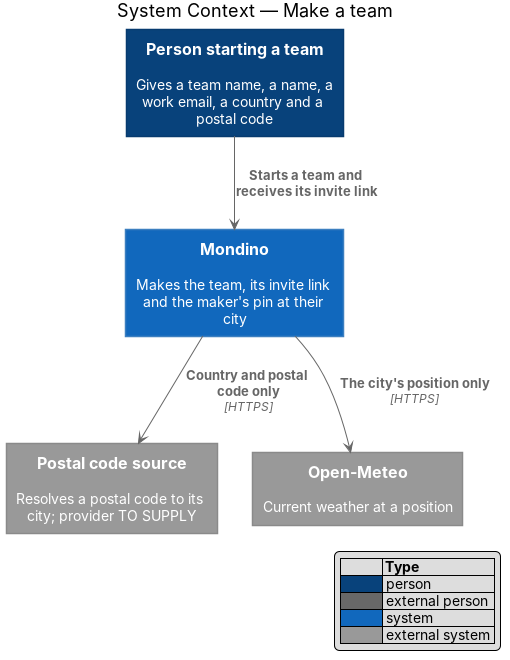 System Context — Make a team
Person starting a team
Gives a team name, a name, a
work email, a country and a
postal code
Starts a team and
receives its invite link
Mondino
Makes the team, its invite link
and the maker's pin at their
city
Country and postal
code only
[HTTPS]
The city's position only
[HTTPS]
Postal code source
Resolves a postal code to its
city; provider TO SUPPLY
Open-Meteo
Current weather at a position
Type
person
external person
system
external system